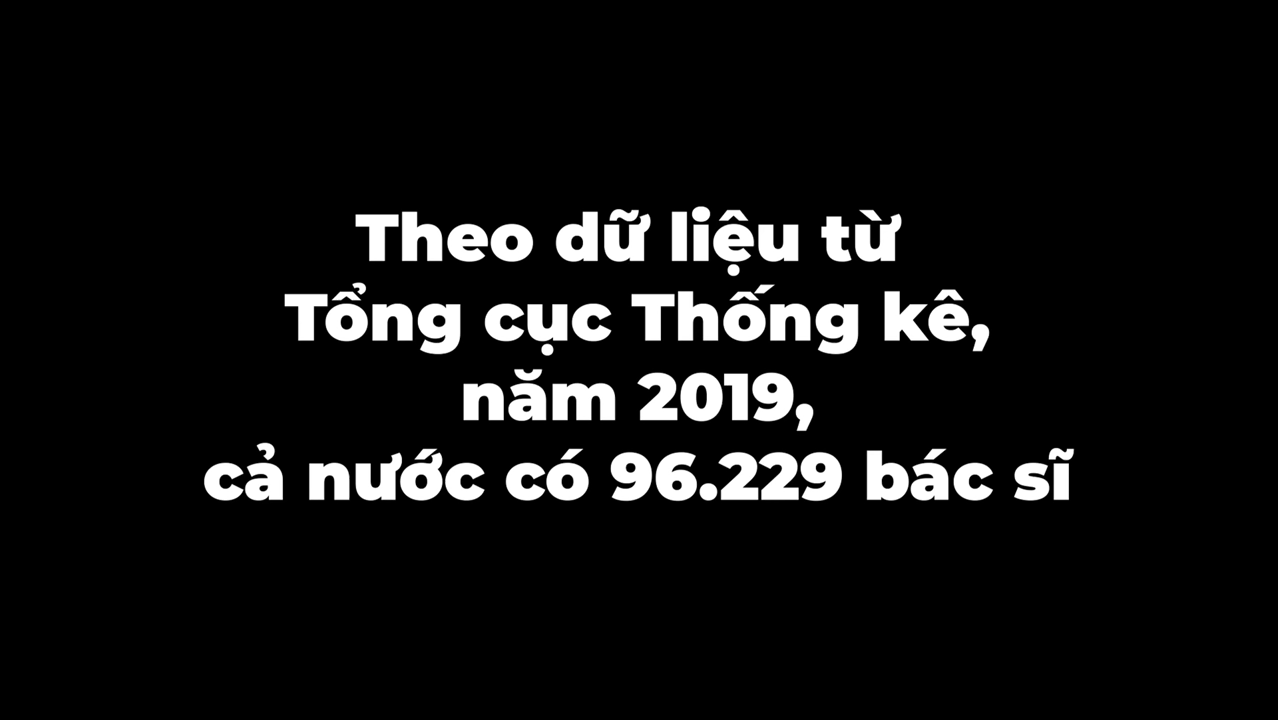 Theo dữ liệu từ
Tổng cục Thống kê,
năm 2019,
cả nước có 96.229 bác sĩ